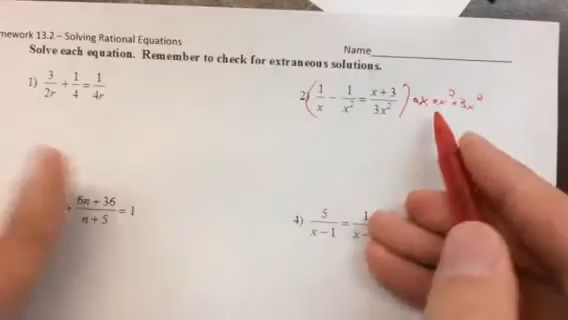 mework 13.2 – Solving Rational Equations
Name
Solve each equation. Remember to check for extraneous solutions.
1) 3/2r + 1/4 = 1/4r
2) (1/x - 1/x² = (x+3)/3x²)
+ (6n - 36)/(n + 5) = 1
4) 5/(x-1) = 1/x-